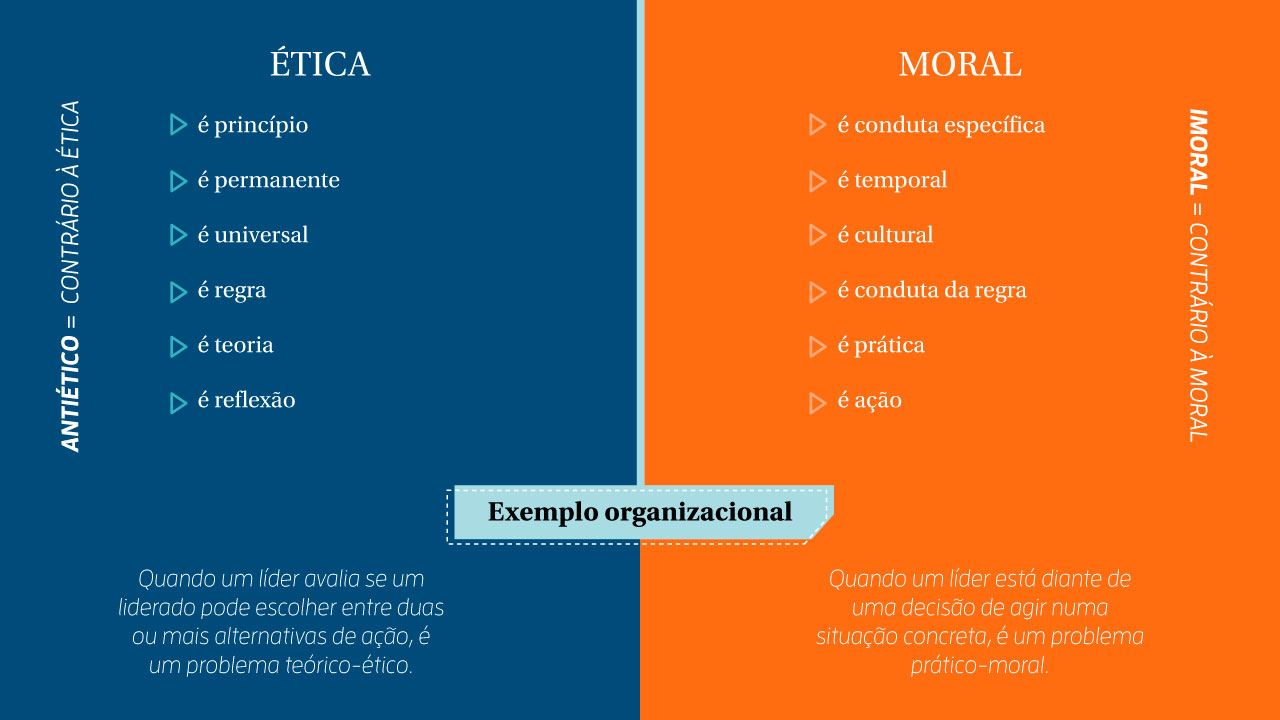 ÉTICA
é princípio
é permanente
é universal
é regra
é teoria
é reflexão
ANTIÉTICO = CONTRÁRIO À ÉTICA
MORAL
é conduta específica
é temporal
é cultural
é conduta da regra
é prática
é ação
IMORAL = CONTRÁRIO À MORAL
Exemplo organizacional
Quando um líder avalia se um
liderado pode escolher entre duas
ou mais alternativas de ação, é
um problema teórico-ético.
Quando um líder está diante de
uma decisão de agir numa
situação concreta, é um problema
prático-moral.